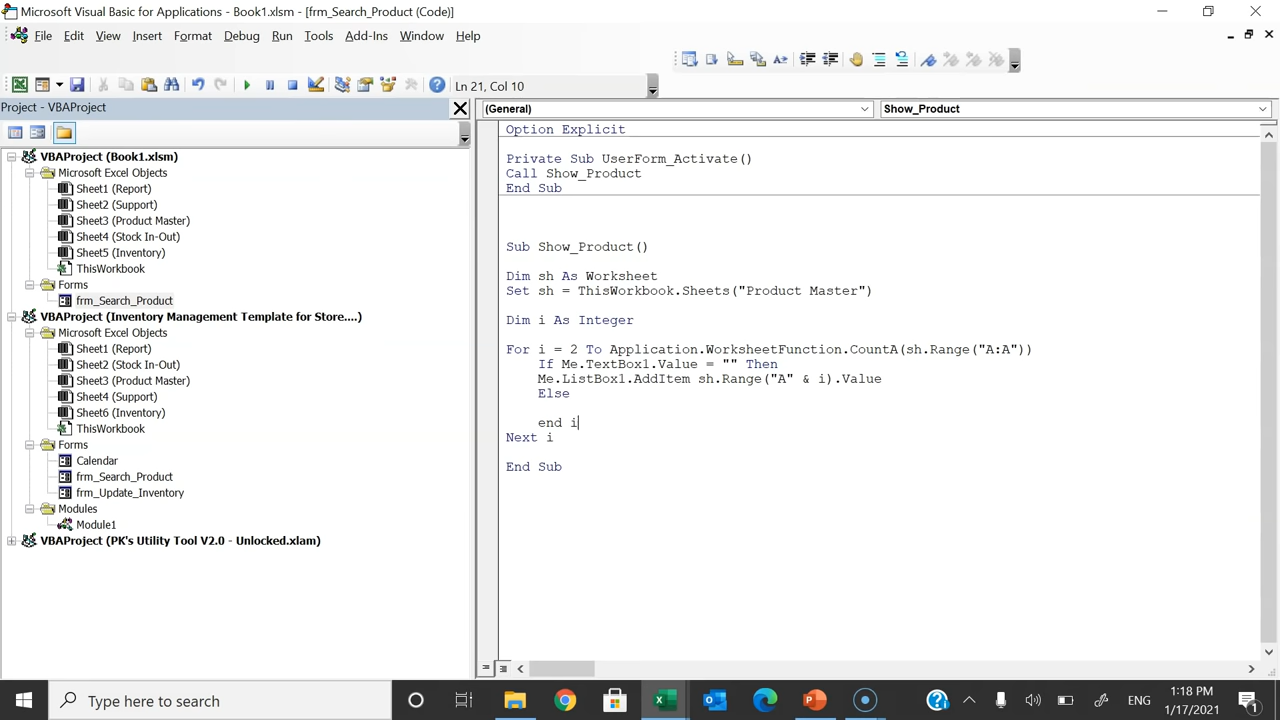 Microsoft Visual Basic for Applications - Book1.xlsm - [frm_Search_Product (Code)]
File Edit View Insert Format Debug Run Tools Add-Ins Window Help
Ln 21, Col 10
Project - VBAProject
(General)
Show_Product
VBAProject (Book1.xlsm)
Microsoft Excel Objects
Sheet1 (Report)
Sheet2 (Support)
Sheet3 (Product Master)
Sheet4 (Stock In-Out)
Sheet5 (Inventory)
ThisWorkbook
Forms
frm_Search_Product
VBAProject (Inventory Management Template for Store....)
Microsoft Excel Objects
Sheet1 (Report)
Sheet2 (Stock In-Out)
Sheet3 (Product Master)
Sheet4 (Support)
Sheet6 (Inventory)
ThisWorkbook
Forms
Calendar
frm_Search_Product
frm_Update_Inventory
Modules
Module1
VBAProject (PK's Utility Tool V2.0 - Unlocked.xlam)
Option Explicit
Private Sub UserForm_Activate()
Call Show_Product
End Sub
Sub Show_Product()
Dim sh As Worksheet
Set sh = ThisWorkbook.Sheets("Product Master")
Dim i As Integer
For i = 2 To Application.WorksheetFunction.CountA(sh.Range("A:A"))
If Me.TextBox1.Value = "" Then
Me.ListBox1.AddItem sh.Range("A" & i).Value
Else
end i
Next i
End Sub
Type here to search
ENG
1:18 PM
1/17/2021
1